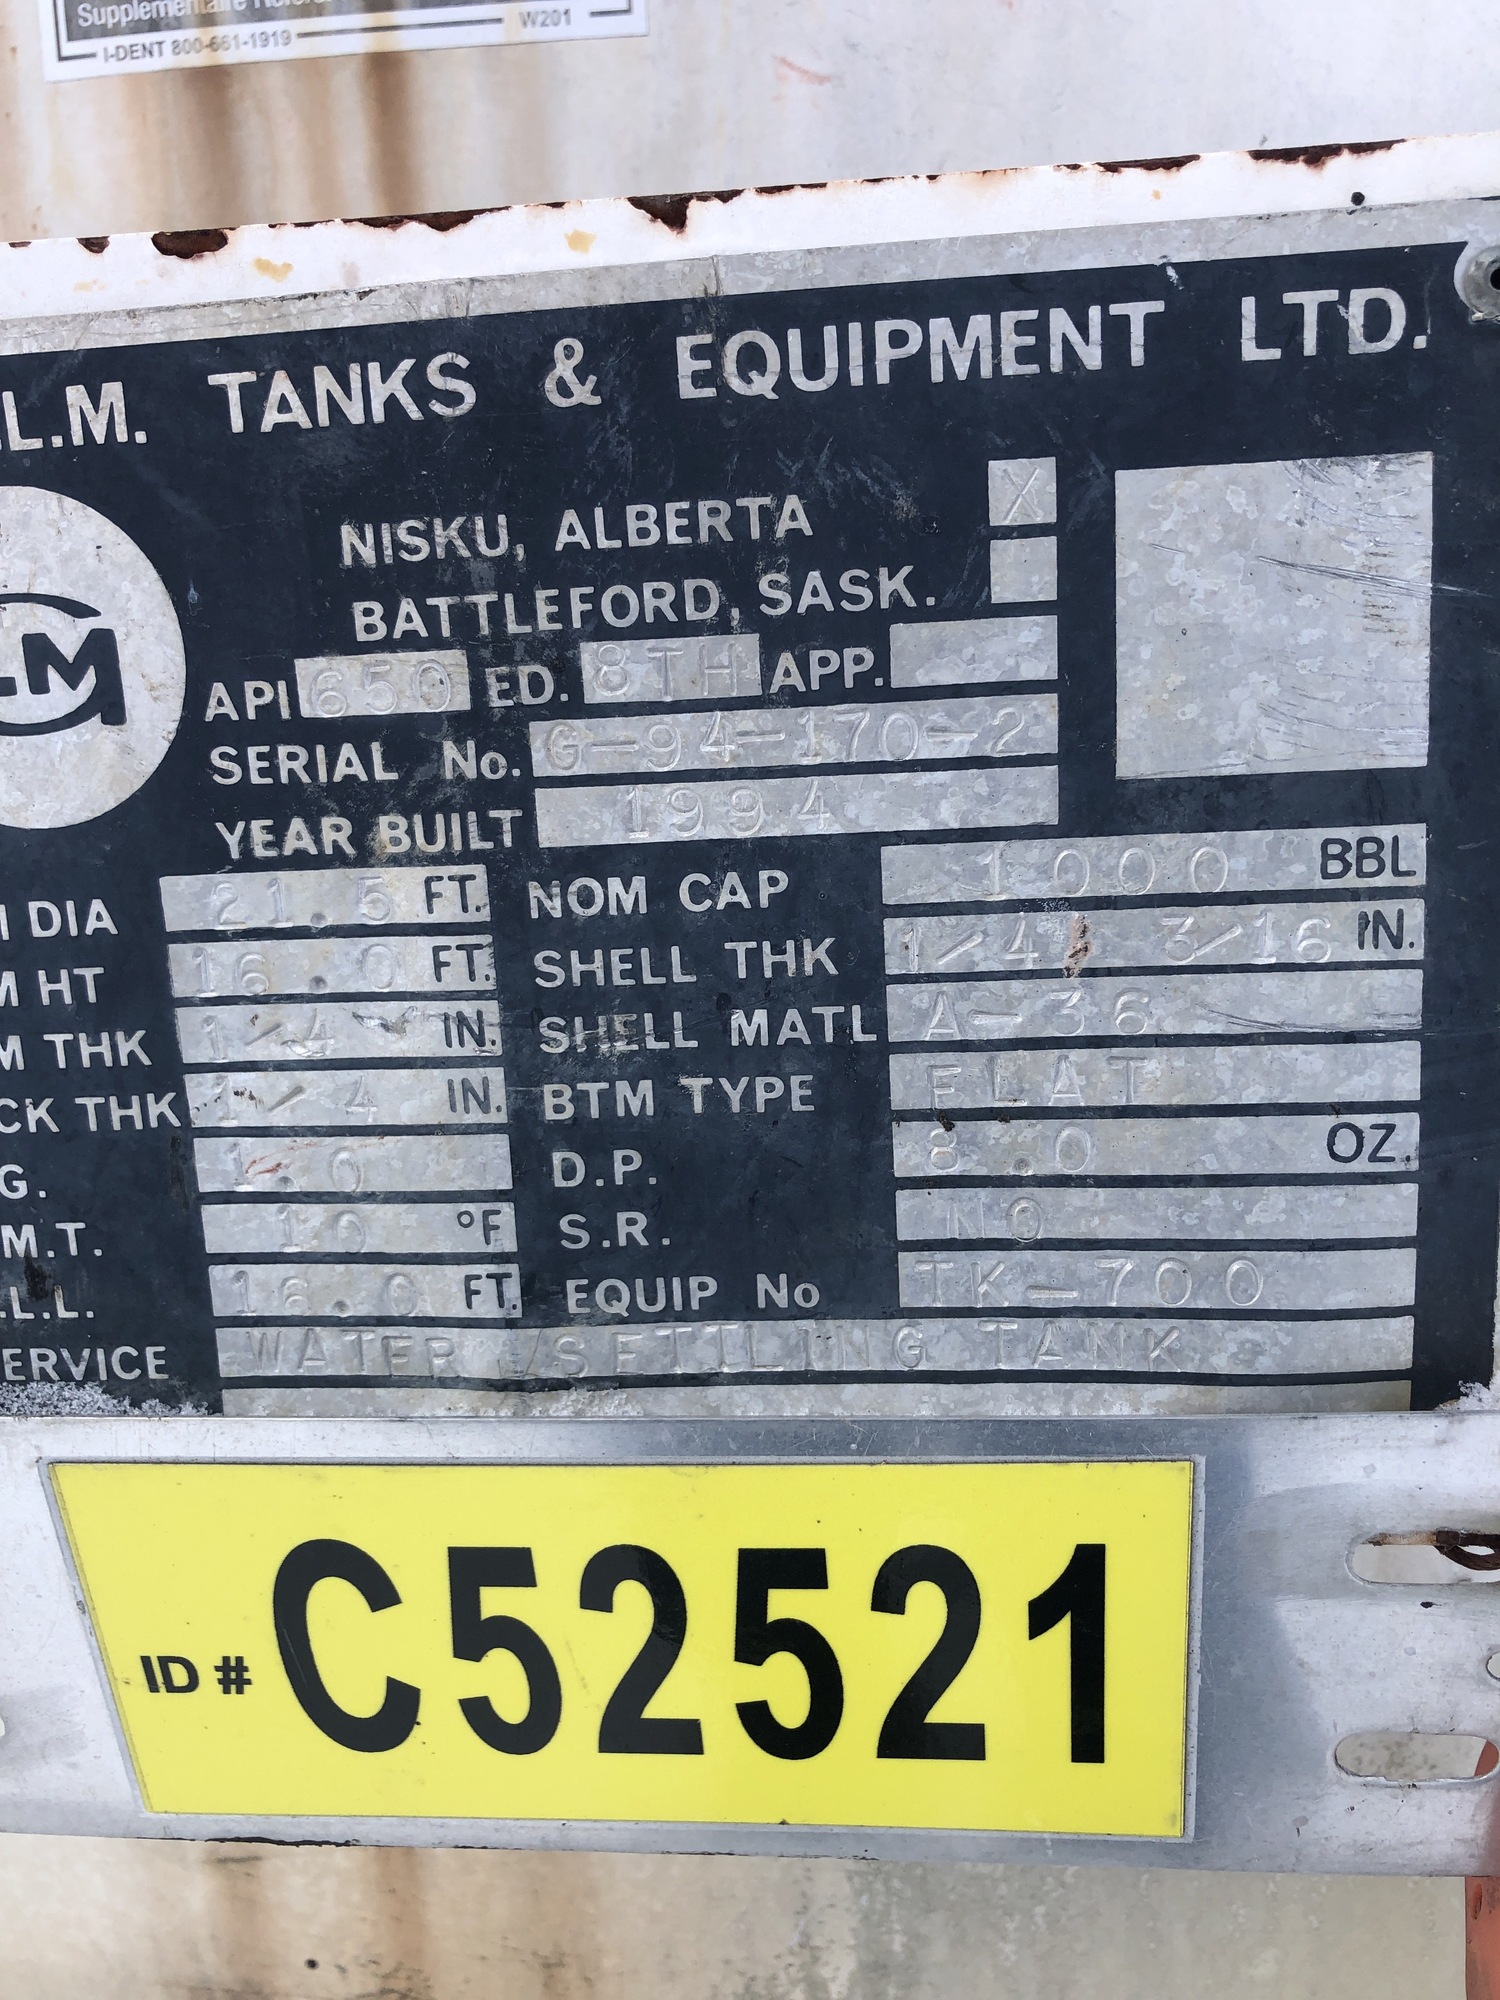 Supplémentaire
I-DENT 800-661-1919 W201
.L.M. TANKS & EQUIPMENT LTD.
LM
NISKU, ALBERTA X
BATTLEFORD, SASK.
API 650 ED. 8TH APP.
SERIAL No. G-94-170-2
YEAR BUILT 1994
DIA 21.5 FT. NOM CAP 1000 BBL
M HT 16.0 FT. SHELL THK 1/4, 3/16 IN.
M THK 1/4 IN. SHELL MATL A-36
CK THK 1/4 IN. BTM TYPE FLAT
G. 1.0 D.P. 8.0 OZ.
M.T. 10 °F S.R. NO
.L.L. 16.0 FT. EQUIP No TK-700
ERVICE WATER/SETTLING TANK
ID # C52521